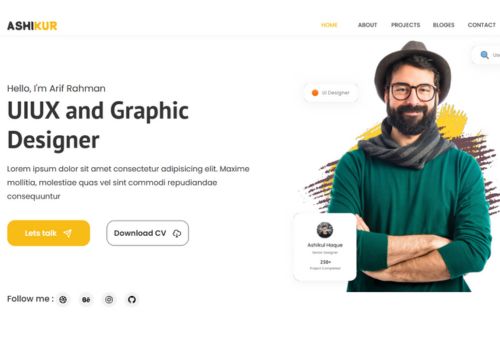 ASHIKUR
HOME ABOUT PROJECTS BLOGES CONTACT
Hello, I'm Arif Rahman
UIUX and Graphic
Designer
UI Designer
Lorem ipsum dolor sit amet consectetur adipisicing elit. Maxime
mollitia, molestiae quas vel sint commodi repudiandae
consequuntur
Lets talk
Download CV
Ashikul Haque
Senior Designer
238+
Project Completed
Follow me :
Bē